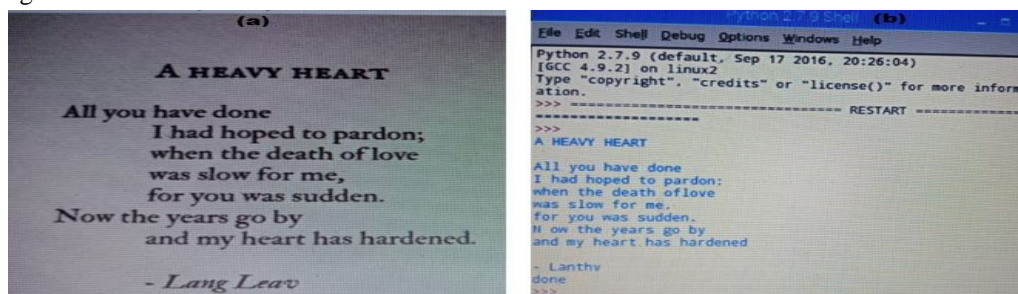 (a)
A HEAVY HEART
All you have done
I had hoped to pardon;
when the death of love
was slow for me,
for you was sudden.
Now the years go by
and my heart has hardened.
- Lang Leav
Python 2.7.9 Shell (b)
File Edit Shell Debug Options Windows Help
Python 2.7.9 (default, Sep 17 2016, 20:26:04)
[GCC 4.9.2] on linux2
Type "copyright", "credits" or "license()" for more inform
ation.
>>> ================================ RESTART ================
====================
>>>
A HEAVY HEART
All you have done
I had hoped to pardon:
when the death oflove
was slow for me.
for you was sudden.
N ow the years go by
and my heart has hardened
- Lanthv
done
>>>